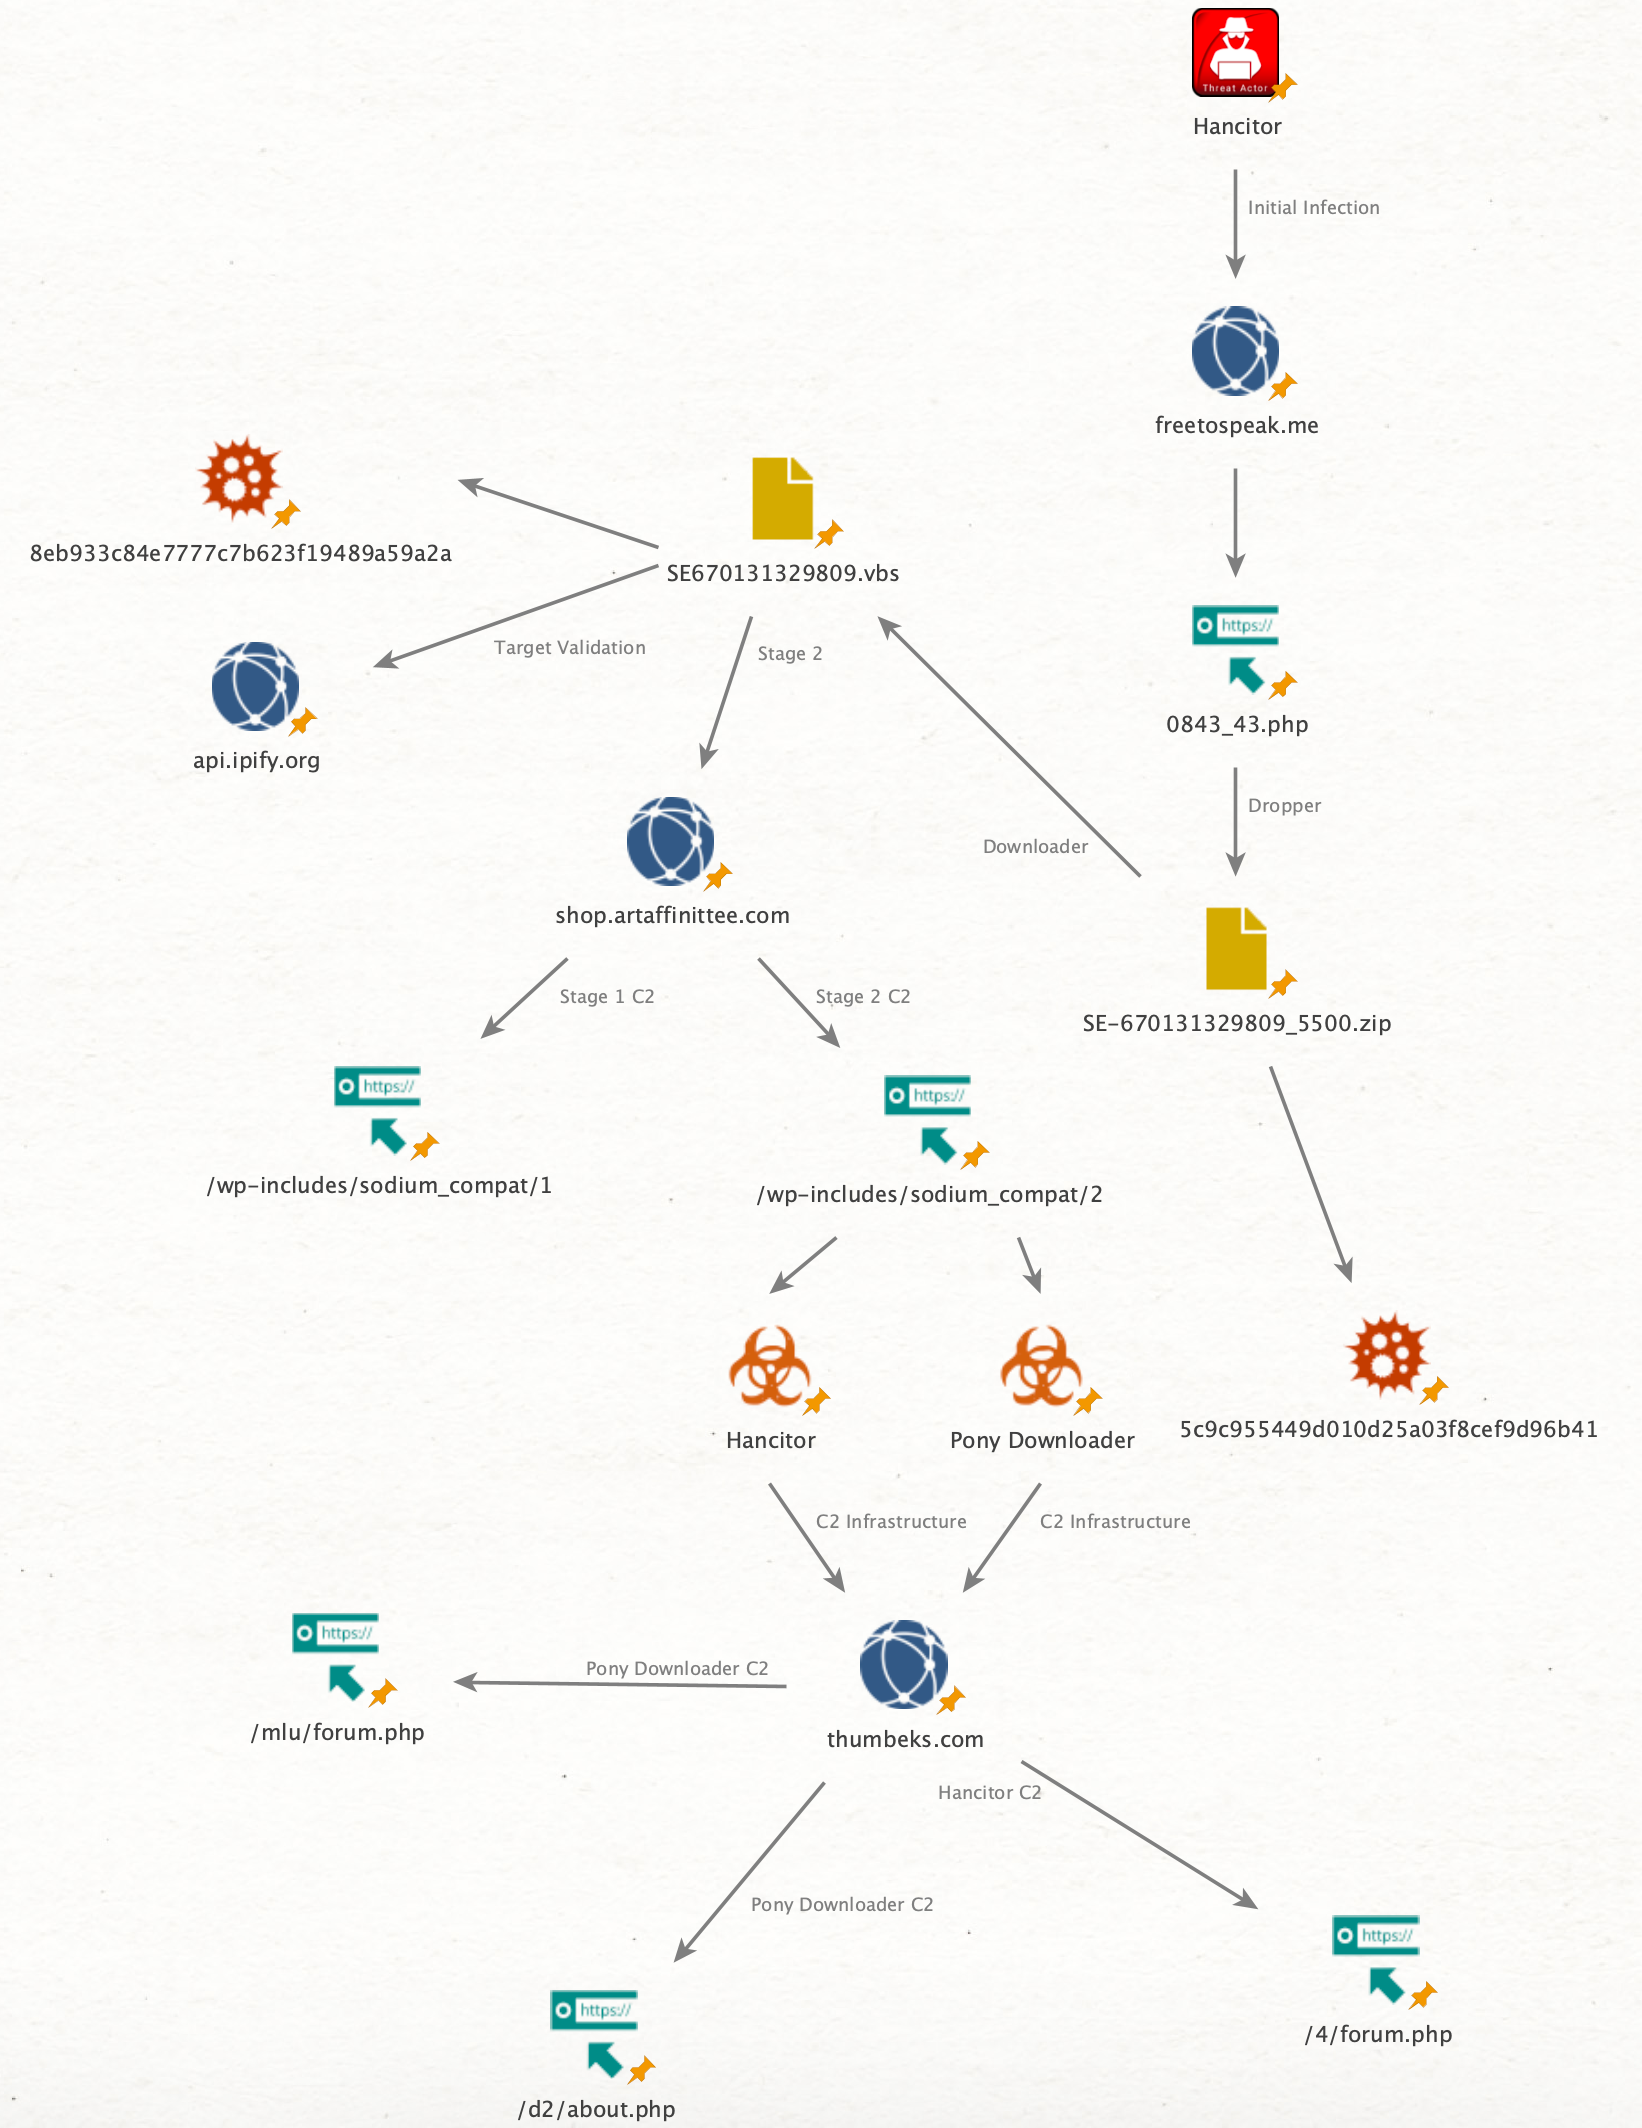 Threat Actor
Hancitor
Initial Infection
freetospeak.me
8eb933c84e7777c7b623f19489a59a2a
SE670131329809.vbs
https://
Target Validation
Stage 2
0843_43.php
api.ipify.org
Dropper
Downloader
shop.artaffinittee.com
Stage 1 C2
Stage 2 C2
SE-670131329809_5500.zip
https://
https://
/wp-includes/sodium_compat/1
/wp-includes/sodium_compat/2
Hancitor
Pony Downloader
5c9c955449d010d25a03f8cef9d96b41
C2 Infrastructure
C2 Infrastructure
https://
Pony Downloader C2
/mlu/forum.php
thumbeks.com
Hancitor C2
Pony Downloader C2
https://
https://
/4/forum.php
/d2/about.php